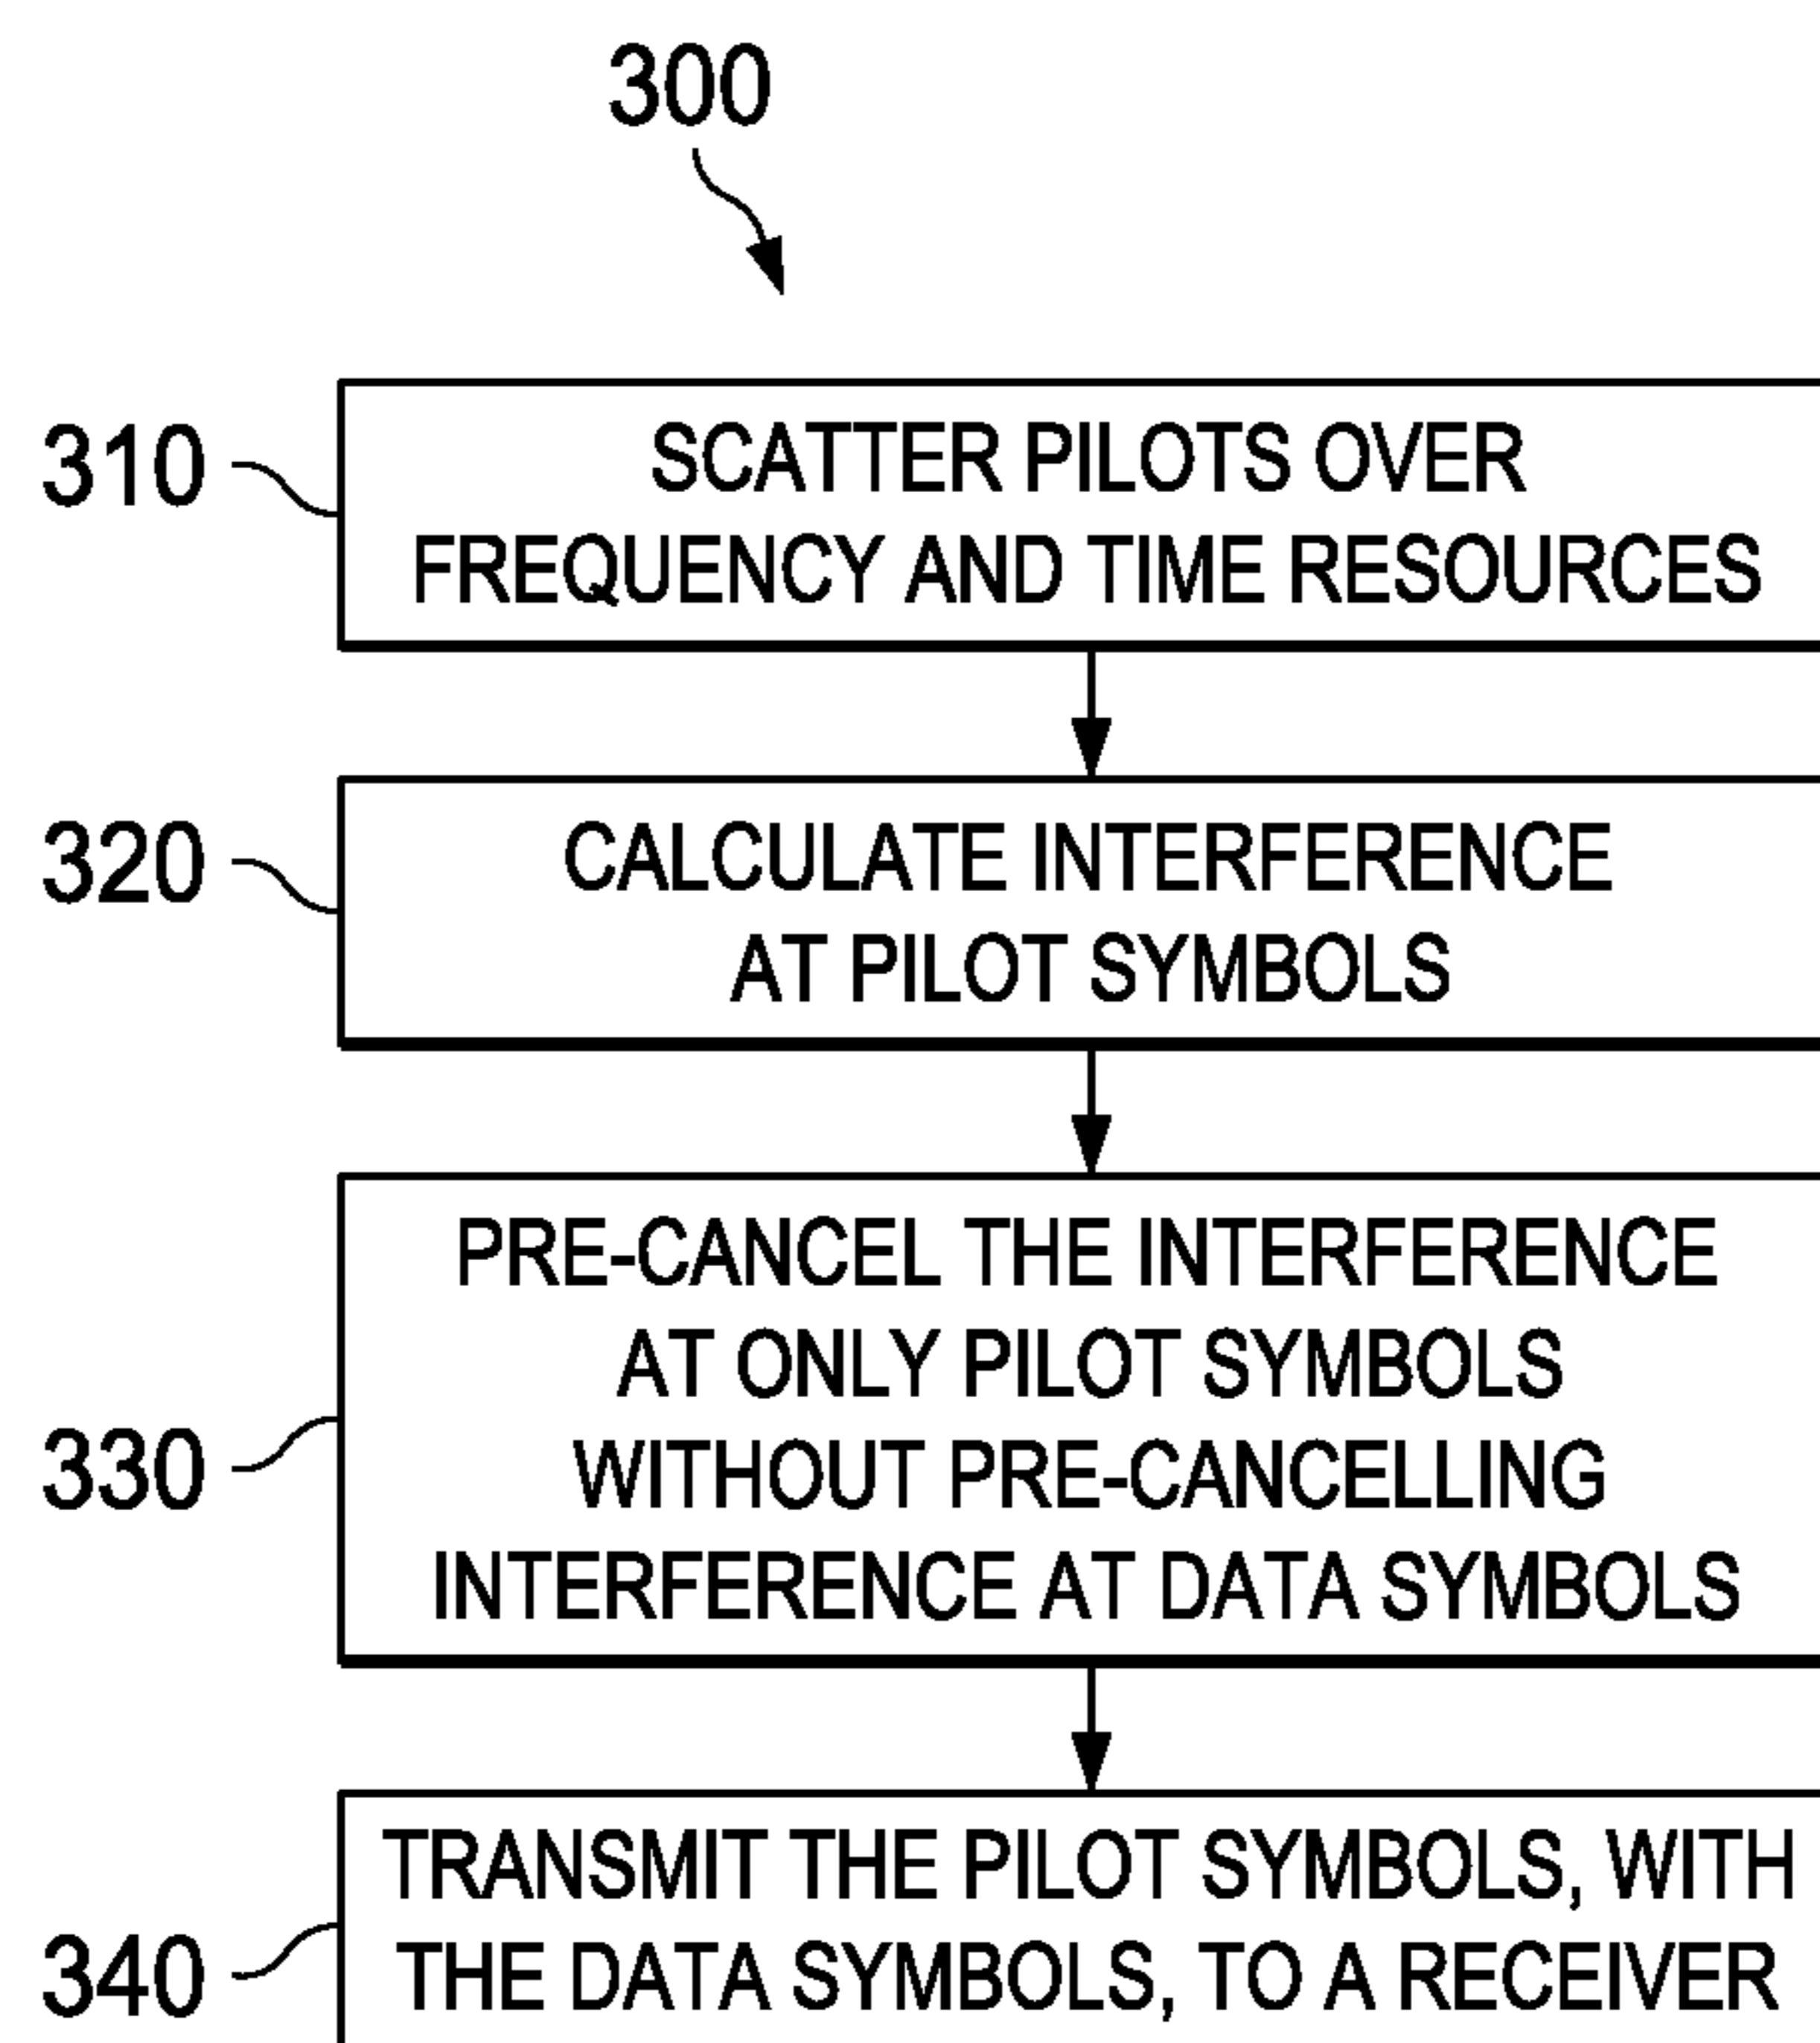 300
310
SCATTER PILOTS OVER
FREQUENCY AND TIME RESOURCES
320
CALCULATE INTERFERENCE
AT PILOT SYMBOLS
330
PRE-CANCEL THE INTERFERENCE
AT ONLY PILOT SYMBOLS
WITHOUT PRE-CANCELLING
INTERFERENCE AT DATA SYMBOLS
340
TRANSMIT THE PILOT SYMBOLS, WITH
THE DATA SYMBOLS, TO A RECEIVER